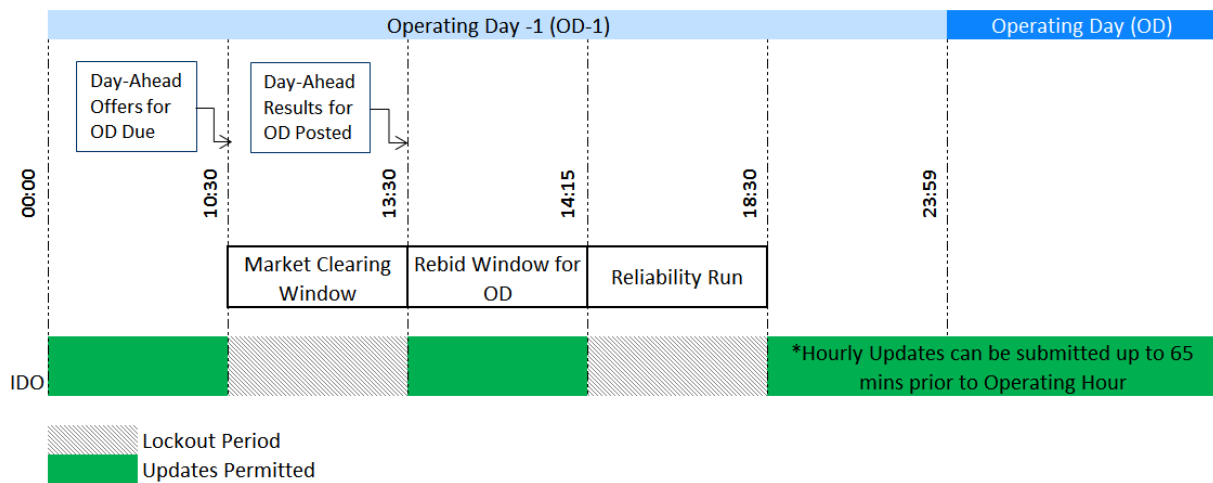 Operating Day -1 (OD-1)
Operating Day (OD)
Day-Ahead
Offers for
OD Due
Day-Ahead
Results for
OD Posted
00:00
10:30
13:30
14:15
18:30
23:59
Market Clearing
Window
Rebid Window for
OD
Reliability Run
IDO
*Hourly Updates can be submitted up to 65
mins prior to Operating Hour
Lockout Period
Updates Permitted